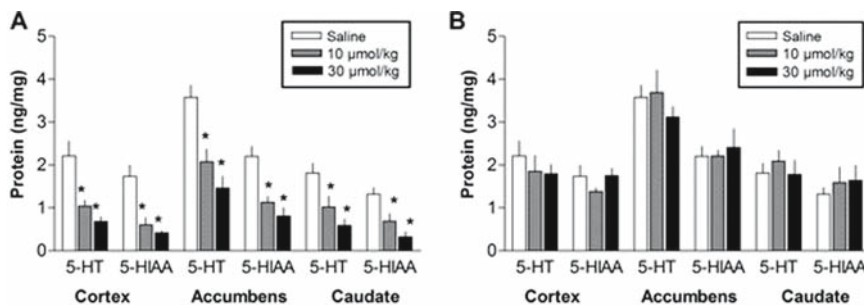 A
Saline
10 μmol/kg
30 μmol/kg
Protein (ng/mg)
5
4
3
2
1
0
* * * * * * * * * * * *
5-HT 5-HIAA 5-HT 5-HIAA 5-HT 5-HIAA
Cortex Accumbens Caudate
B
Saline
10 μmol/kg
30 μmol/kg
Protein (ng/mg)
5
4
3
2
1
0
5-HT 5-HIAA 5-HT 5-HIAA 5-HT 5-HIAA
Cortex Accumbens Caudate